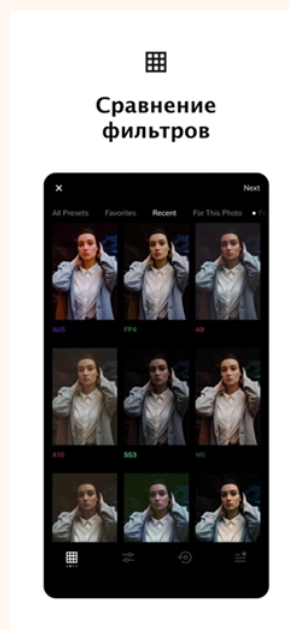 Сравнение
фильтров
Next
All Presets Favorites Recent For This Photo
AU5 FP4 A9
A10 SS3 M5